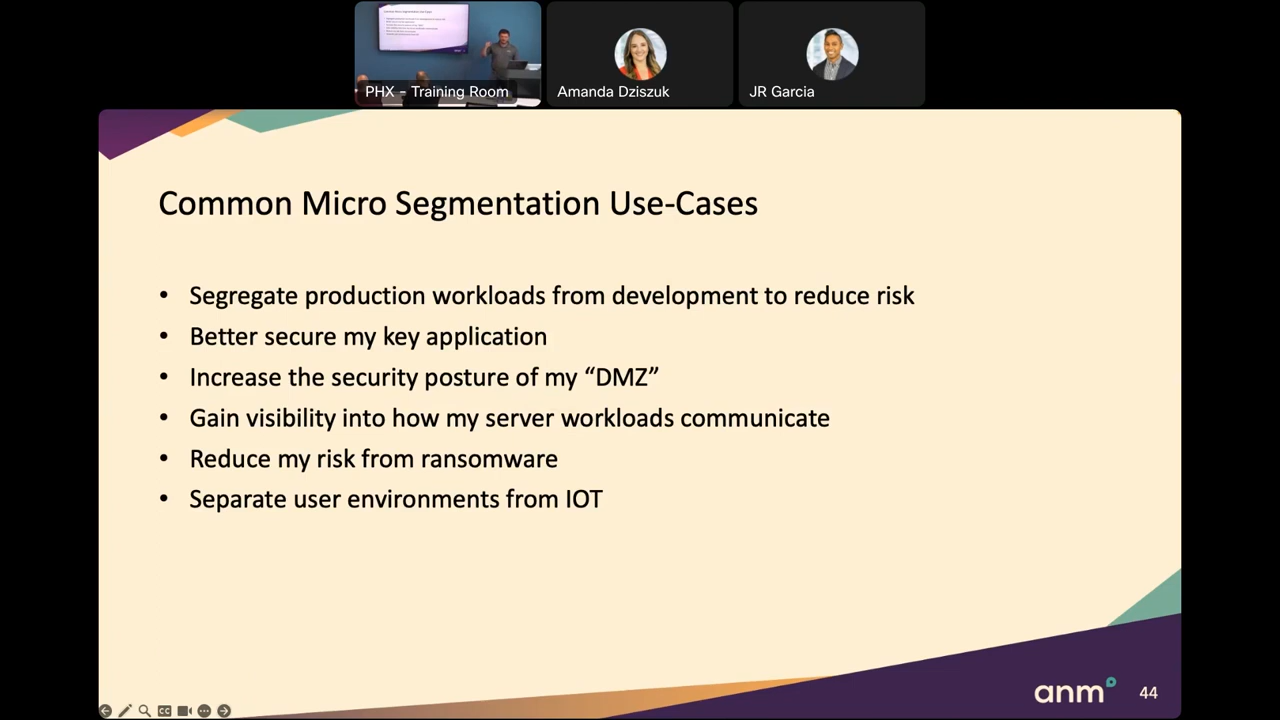 PHX - Training Room
Amanda Dziszuk
JR Garcia
Common Micro Segmentation Use-Cases
• Segregate production workloads from development to reduce risk
• Better secure my key application
• Increase the security posture of my “DMZ”
• Gain visibility into how my server workloads communicate
• Reduce my risk from ransomware
• Separate user environments from IOT
anm
44